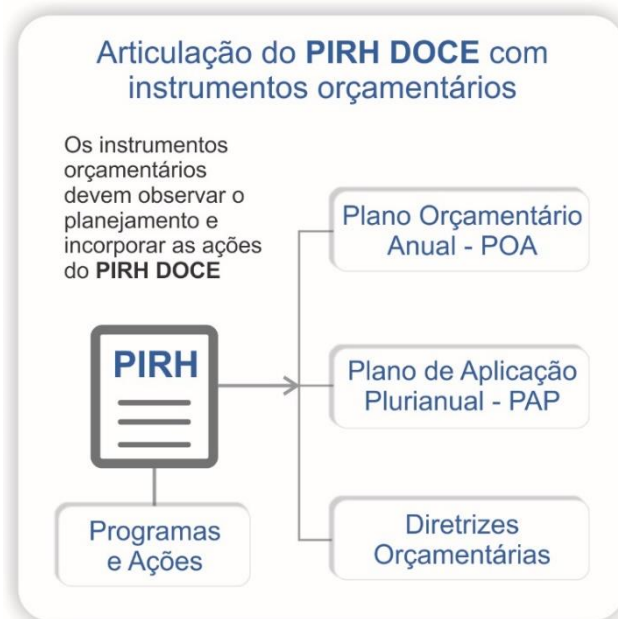 Articulação do PIRH DOCE com
instrumentos orçamentários
Os instrumentos
orçamentários
devem observar o
planejamento e
incorporar as ações
do PIRH DOCE
PIRH
Programas
e Ações
Plano Orçamentário
Anual - POA
Plano de Aplicação
Plurianual - PAP
Diretrizes
Orçamentárias